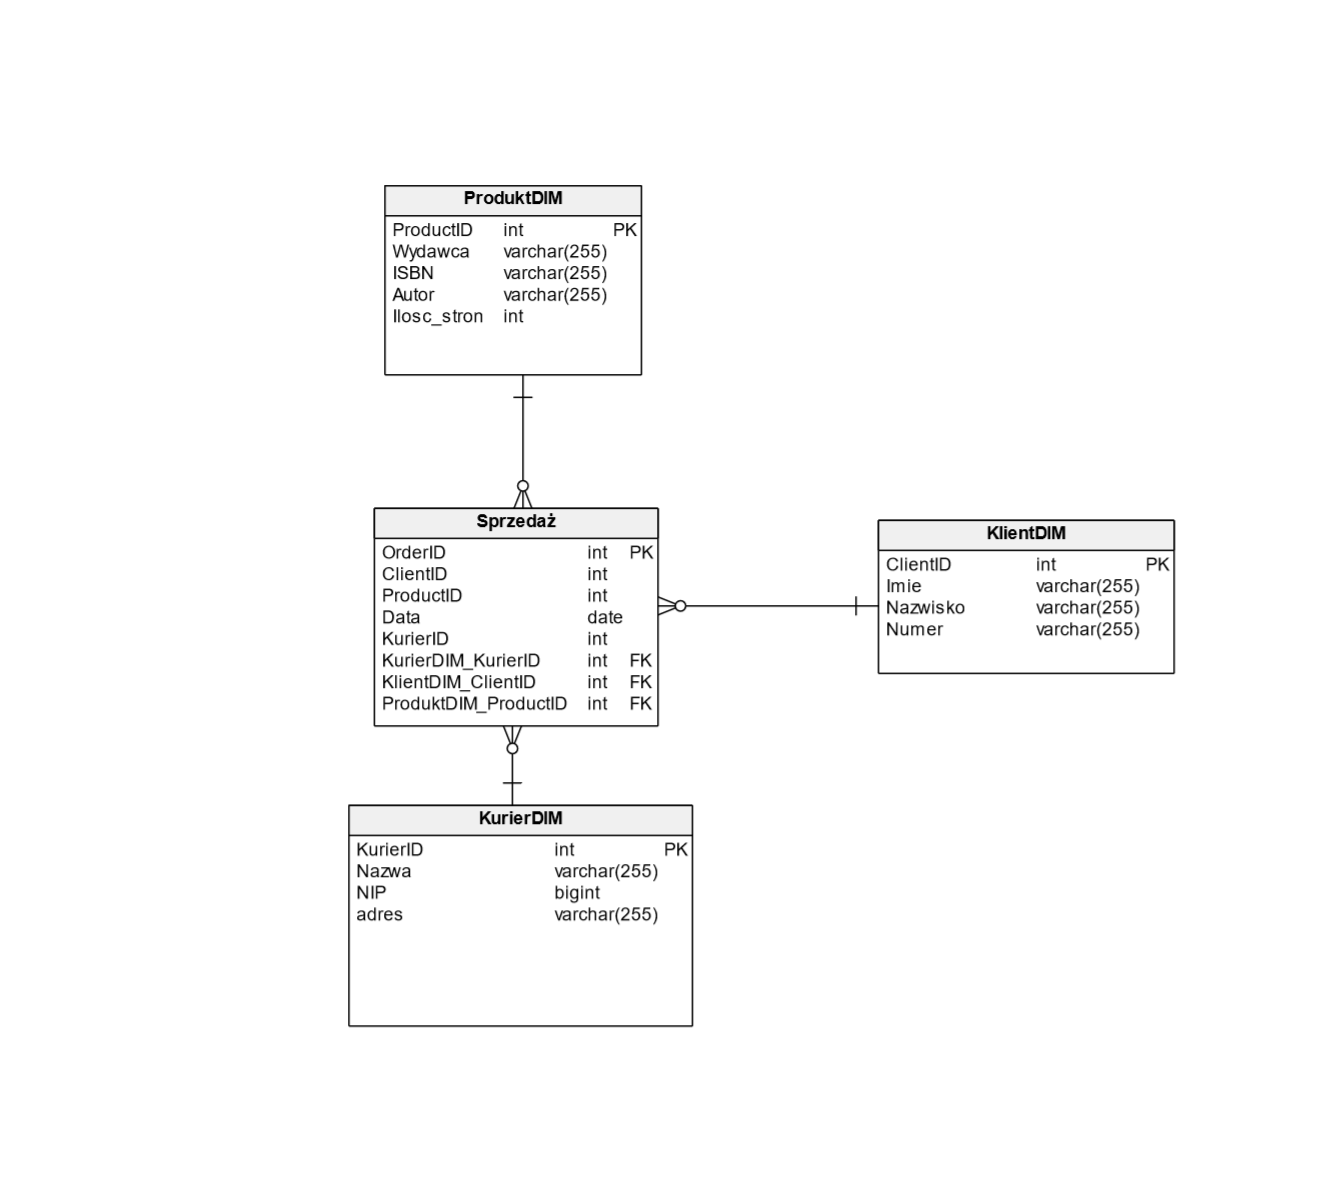 ProduktDIM
ProductID int PK
Wydawca varchar(255)
ISBN varchar(255)
Autor varchar(255)
Ilosc_stron int
Sprzedaż
OrderID int PK
ClientID int
ProductID int
Data date
KurierID int
KurierDIM_KurierID int FK
KlientDIM_ClientID int FK
ProduktDIM_ProductID int FK
KlientDIM
ClientID int PK
Imie varchar(255)
Nazwisko varchar(255)
Numer varchar(255)
KurierDIM
KurierID int PK
Nazwa varchar(255)
NIP bigint
adres varchar(255)